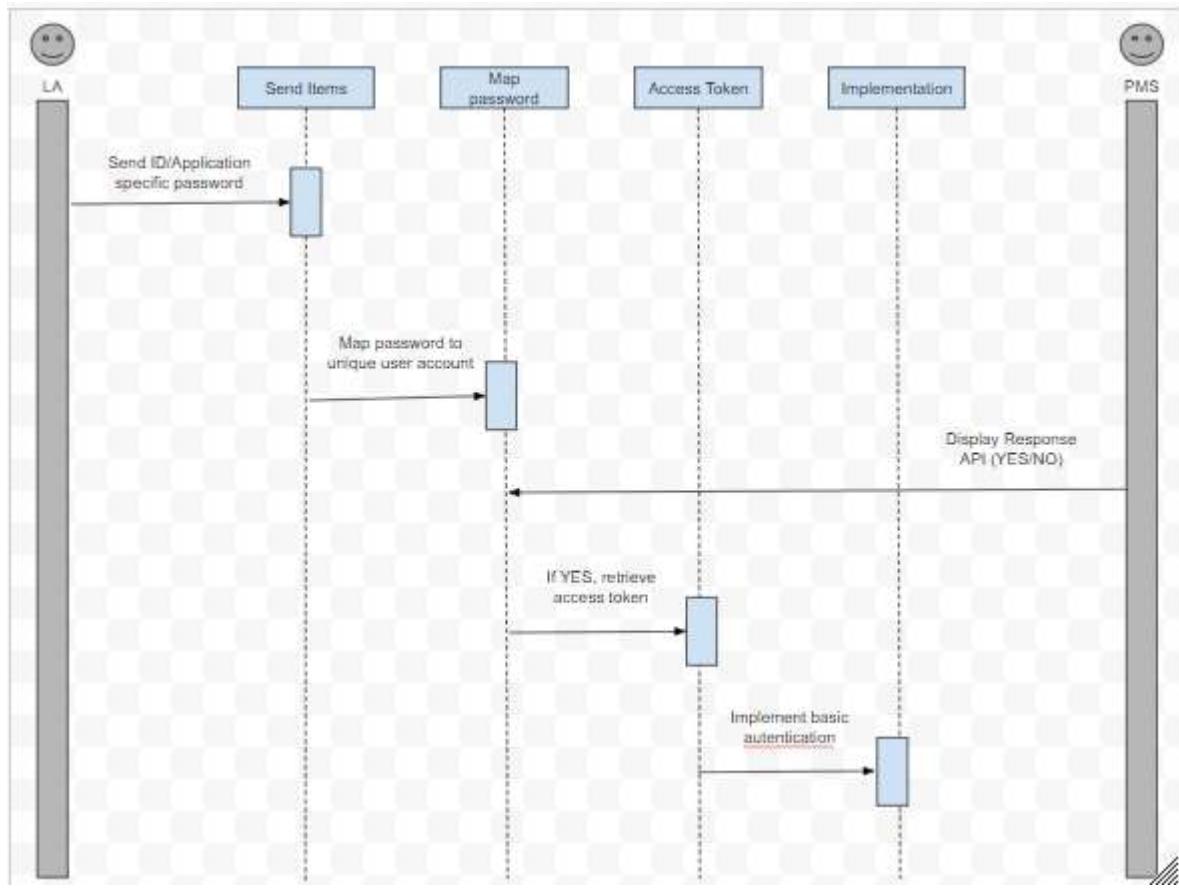 LA
Send Items
Map
password
Access Token
Implementation
PMS
Send ID/Application
specific password
Map password to
unique user account
Display Response
API (YES/NO)
If YES, retrieve
access token
Implement basic
autentication